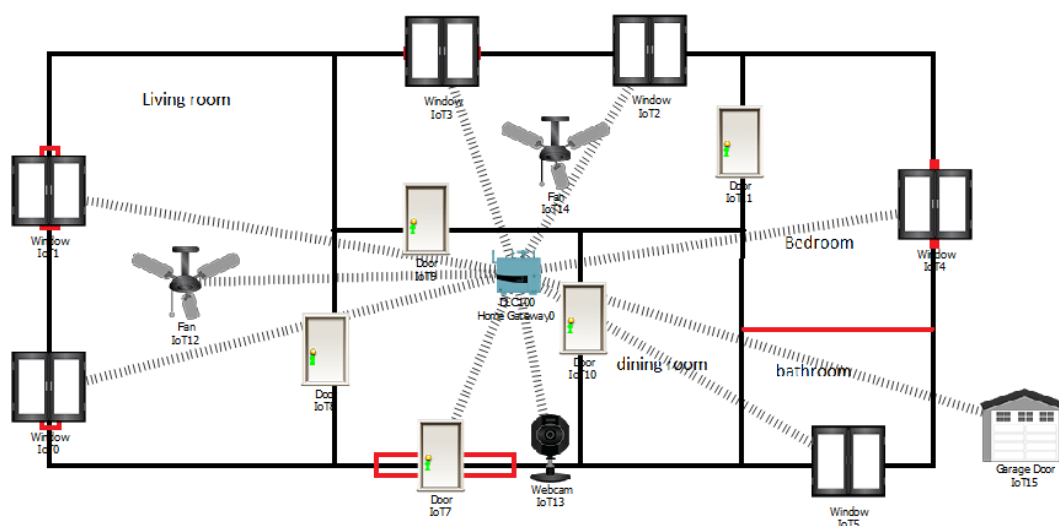 Living room
Window
IoT3
Window
IoT2
Fan
IoT14
Door
IoT11
Window
IoT1
Door
IoT9
Bedroom
Window
IoT4
DLC100
Home Gateway0
Fan
IoT12
Door
IoT10
dining room
bathroom
Door
IoT8
Window
IoT0
Door
IoT7
Webcam
IoT13
Window
IoT5
Garage Door
IoT15